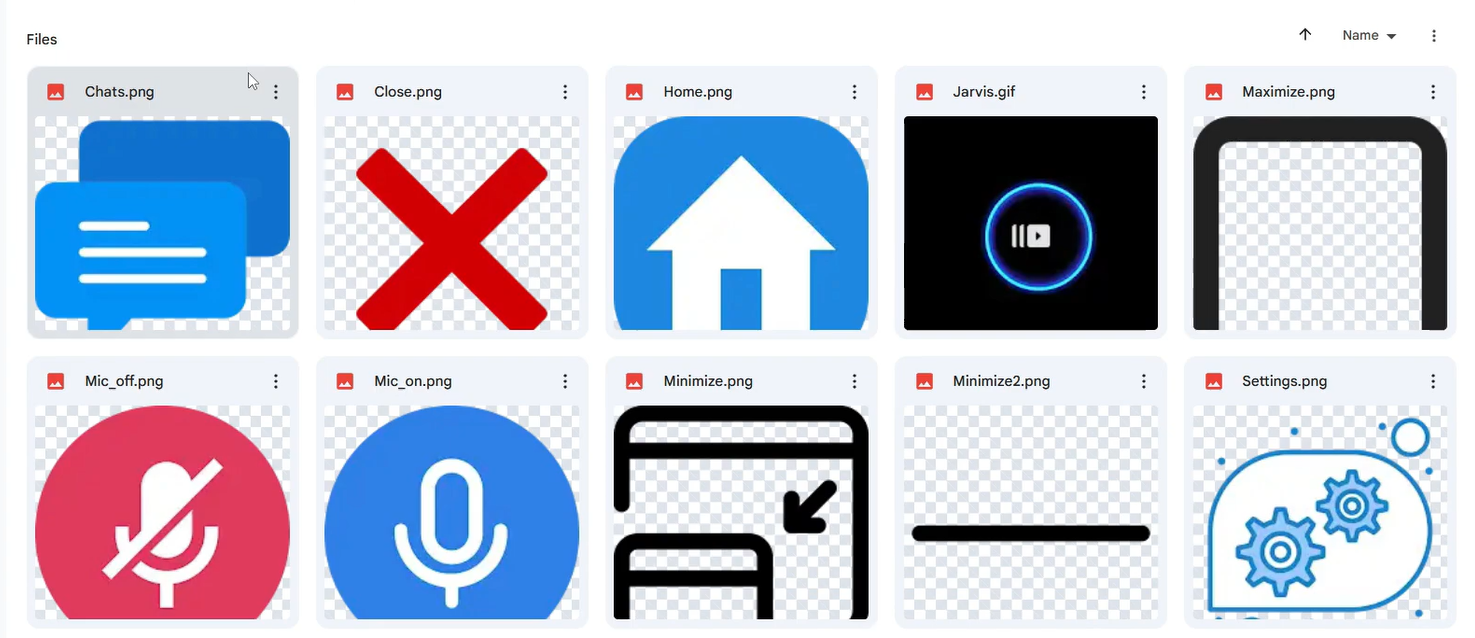 Files
Name
Chats.png
Close.png
Home.png
Jarvis.gif
Maximize.png
Mic_off.png
Mic_on.png
Minimize.png
Minimize2.png
Settings.png